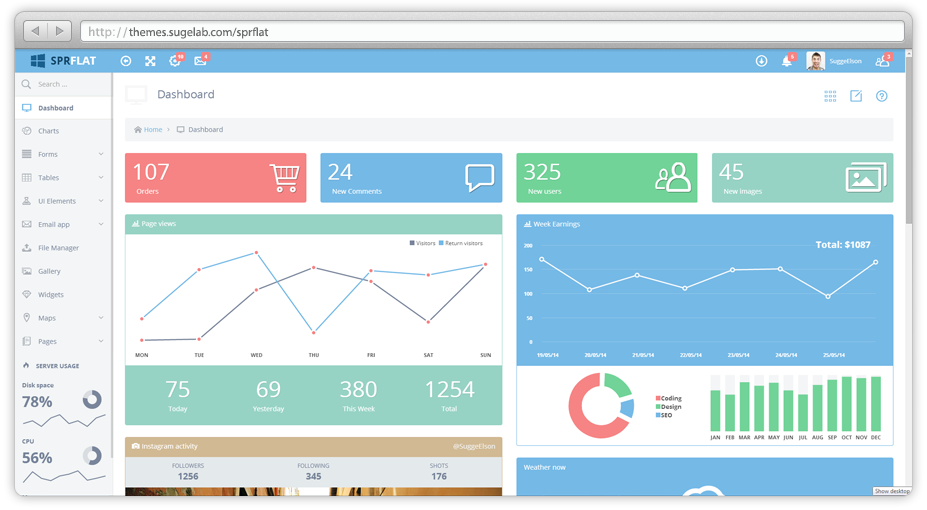 http://themes.sugelab.com/sprflat
SPRFLAT
10
4
5
SuggeElson
3
Search ...
Dashboard
Charts
Forms
Tables
UI Elements
Email app
File Manager
Gallery
Widgets
Maps
Pages
SERVER USAGE
Disk space
78%
CPU
56%
Dashboard
Home
Dashboard
107
Orders
24
New Comments
325
New users
45
New Images
Page views
Visitors Return visitors
MON TUE WED THU FRI SAT SUN
75
Today
69
Yesterday
380
This Week
1254
Total
Week Earnings
Total: $1087
200
150
100
50
0
19/05/14 20/05/14 21/05/14 22/05/14 23/05/14 24/05/14 25/05/14
Coding
Design
SEO
JAN FEB MAR APR MAY JUN JUL AUG SEP OCT NOV DEC
Instagram activity @SuggeElson
FOLLOWERS
1256
FOLLOWING
345
SHOTS
176
Weather now
Show desktop